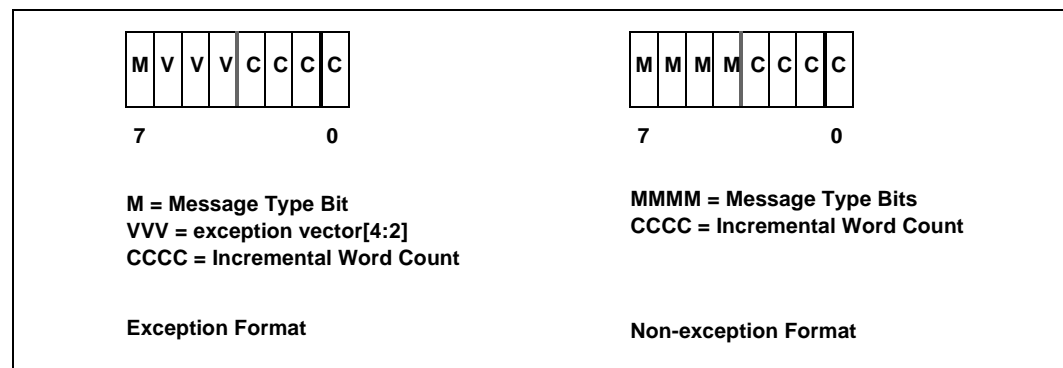 M V V V C C C C
7 0
M = Message Type Bit
VVV = exception vector[4:2]
CCCC = Incremental Word Count
Exception Format
M M M M C C C C
7 0
MMMM = Message Type Bits
CCCC = Incremental Word Count
Non-exception Format